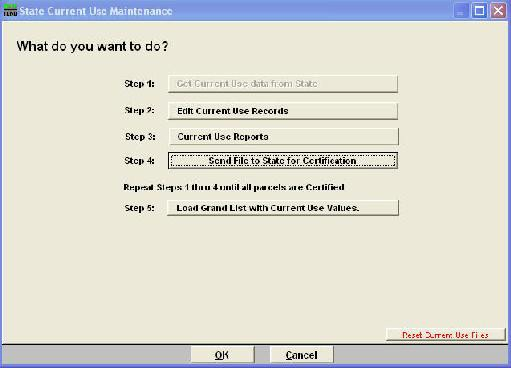 State Current Use Maintenance
What do you want to do?
Step 1: Get Current Use data from State
Step 2: Edit Current Use Records
Step 3: Current Use Reports
Step 4: Send File to State for Certification
Repeat Steps 1 thru 4 until all parcels are Certified
Step 5: Load Grand List with Current Use Values.
Reset Current Use Files
OK Cancel